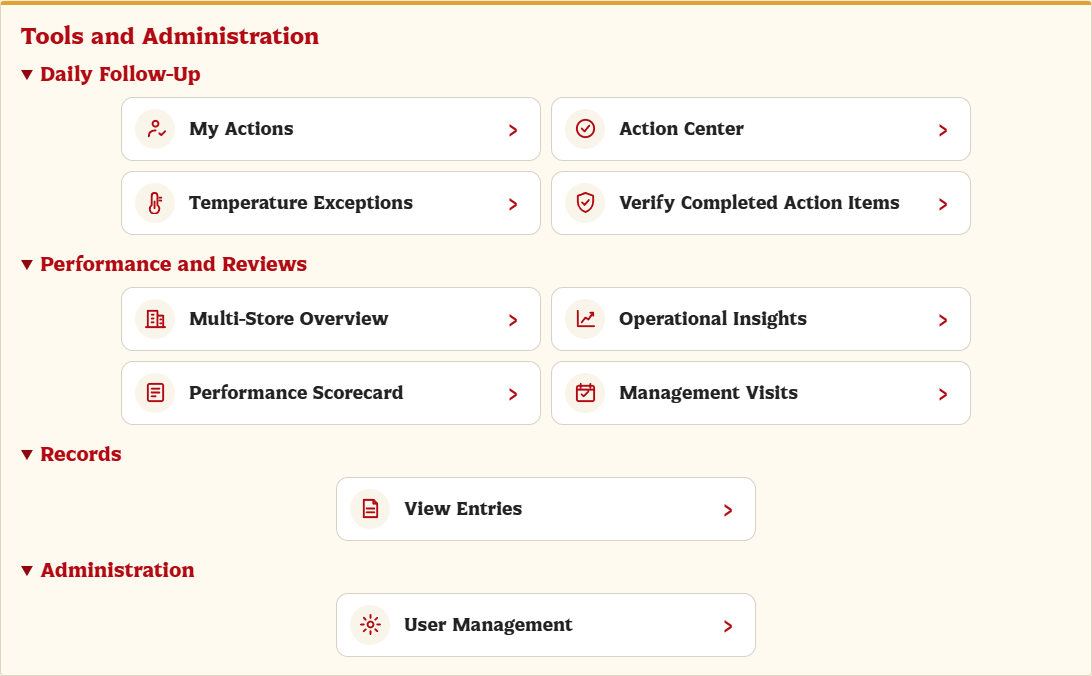 Tools and Administration
Daily Follow-Up
My Actions
Action Center
Temperature Exceptions
Verify Completed Action Items
Performance and Reviews
Multi-Store Overview
Operational Insights
Performance Scorecard
Management Visits
Records
View Entries
Administration
User Management